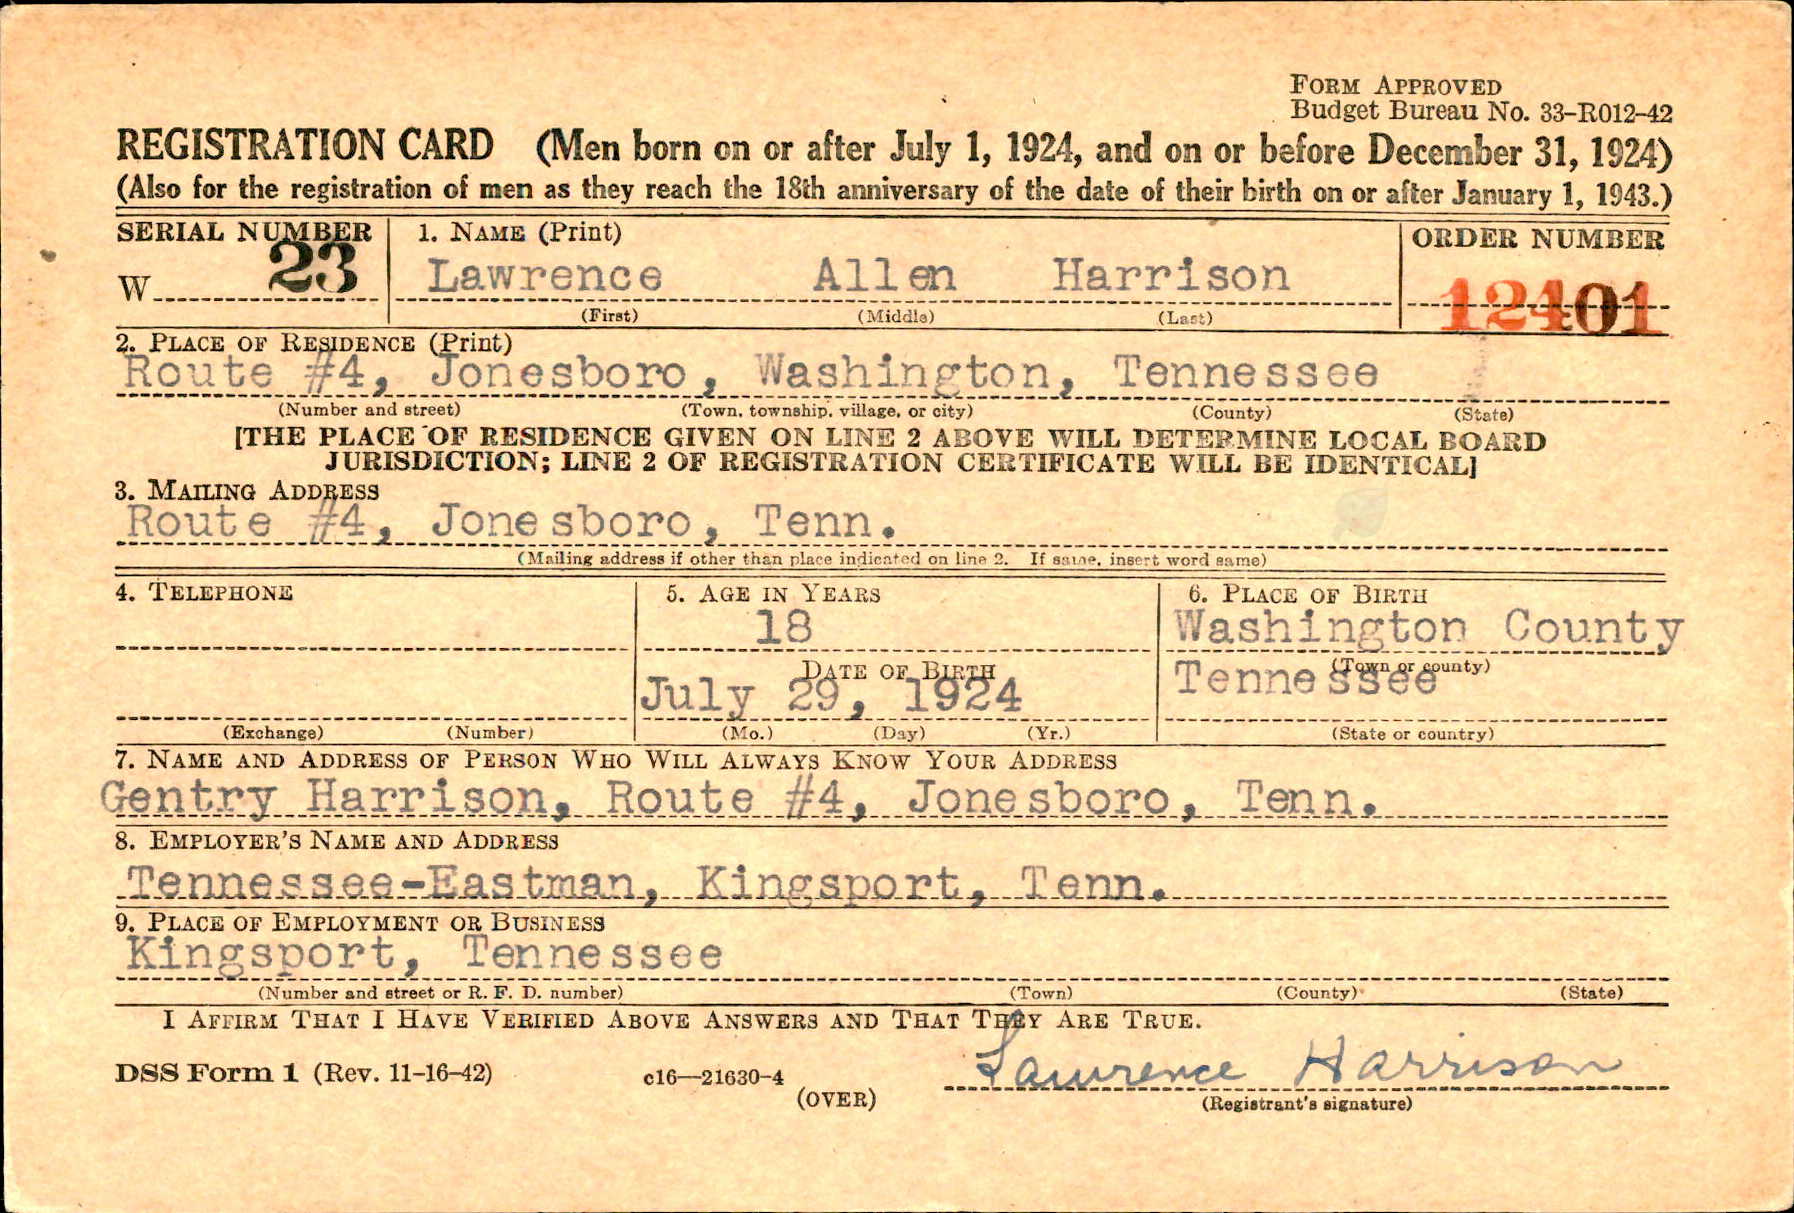 FORM APPROVED
Budget Bureau No. 33-R012-42
REGISTRATION CARD (Men born on or after July 1, 1924, and on or before December 31, 1924)
(Also for the registration of men as they reach the 18th anniversary of the date of their birth on or after January 1, 1943.)
SERIAL NUMBER 1. NAME (Print) ORDER NUMBER
W 23 Lawrence Allen Harrison 12401
(First) (Middle) (Last)
2. PLACE OF RESIDENCE (Print)
Route #4, Jonesboro, Washington, Tennessee
(Number and street) (Town, township, village, or city) (County) (State)
[THE PLACE OF RESIDENCE GIVEN ON LINE 2 ABOVE WILL DETERMINE LOCAL BOARD
JURISDICTION; LINE 2 OF REGISTRATION CERTIFICATE WILL BE IDENTICAL]
3. MAILING ADDRESS
Route #4, Jonesboro, Tenn.
(Mailing address if other than place indicated on line 2. If same, insert word same)
4. TELEPHONE 5. AGE IN YEARS 6. PLACE OF BIRTH
18 Washington County
DATE OF BIRTH (Town or county)
July 29, 1924 Tennessee
(Exchange) (Number) (Mo.) (Day) (Yr.) (State or country)
7. NAME AND ADDRESS OF PERSON WHO WILL ALWAYS KNOW YOUR ADDRESS
Gentry Harrison, Route #4, Jonesboro, Tenn.
8. EMPLOYER'S NAME AND ADDRESS
Tennessee-Eastman, Kingsport, Tenn.
9. PLACE OF EMPLOYMENT OR BUSINESS
Kingsport, Tennessee
(Number and street or R. F. D. number) (Town) (County) (State)
I AFFIRM THAT I HAVE VERIFIED ABOVE ANSWERS AND THAT THEY ARE TRUE.
DSS Form 1 (Rev. 11-16-42) c16—21630-4 Lawrence Harrison
(OVER) (Registrant's signature)